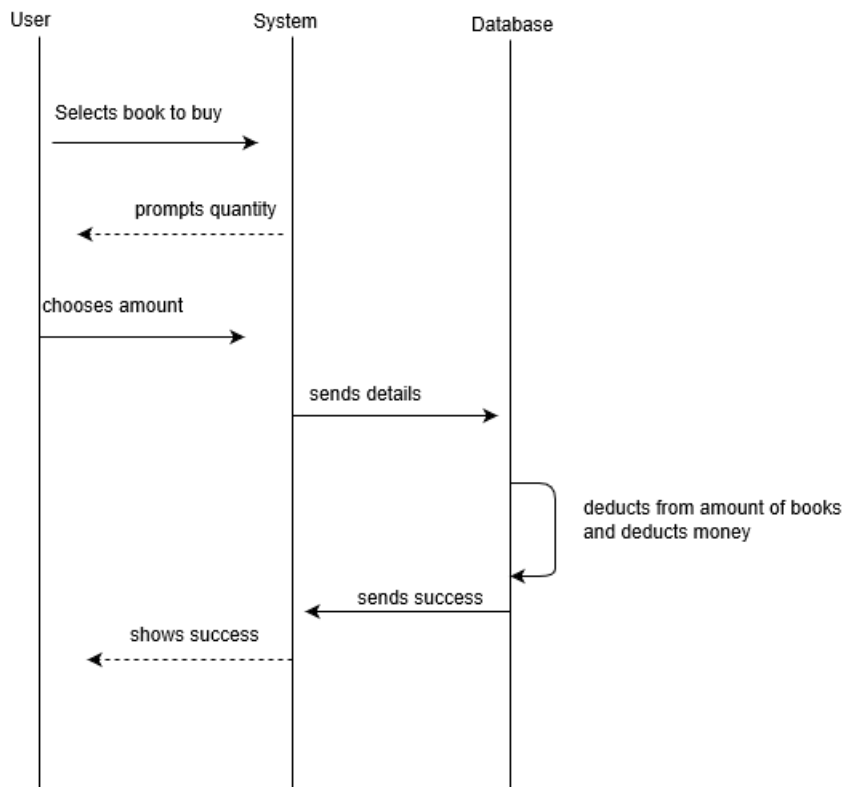 User
System
Database
Selects book to buy
prompts quantity
chooses amount
sends details
deducts from amount of books
and deducts money
sends success
shows success